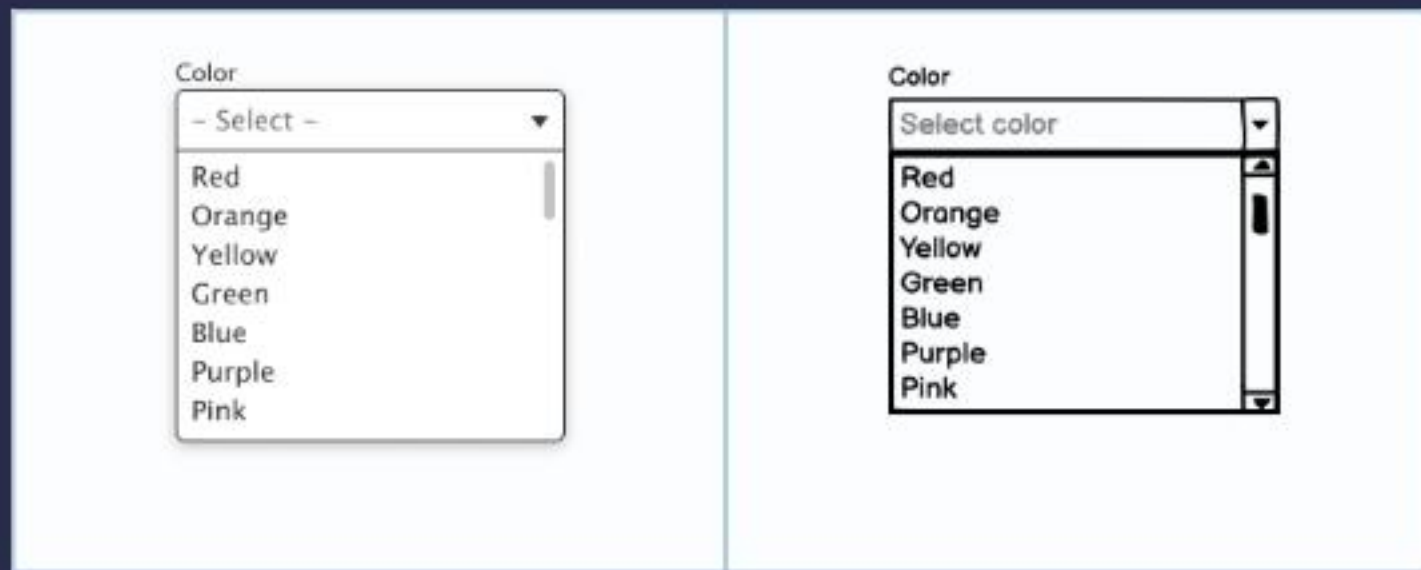 Color
– Select –
Red
Orange
Yellow
Green
Blue
Purple
Pink
Color
Select color
Red
Orange
Yellow
Green
Blue
Purple
Pink